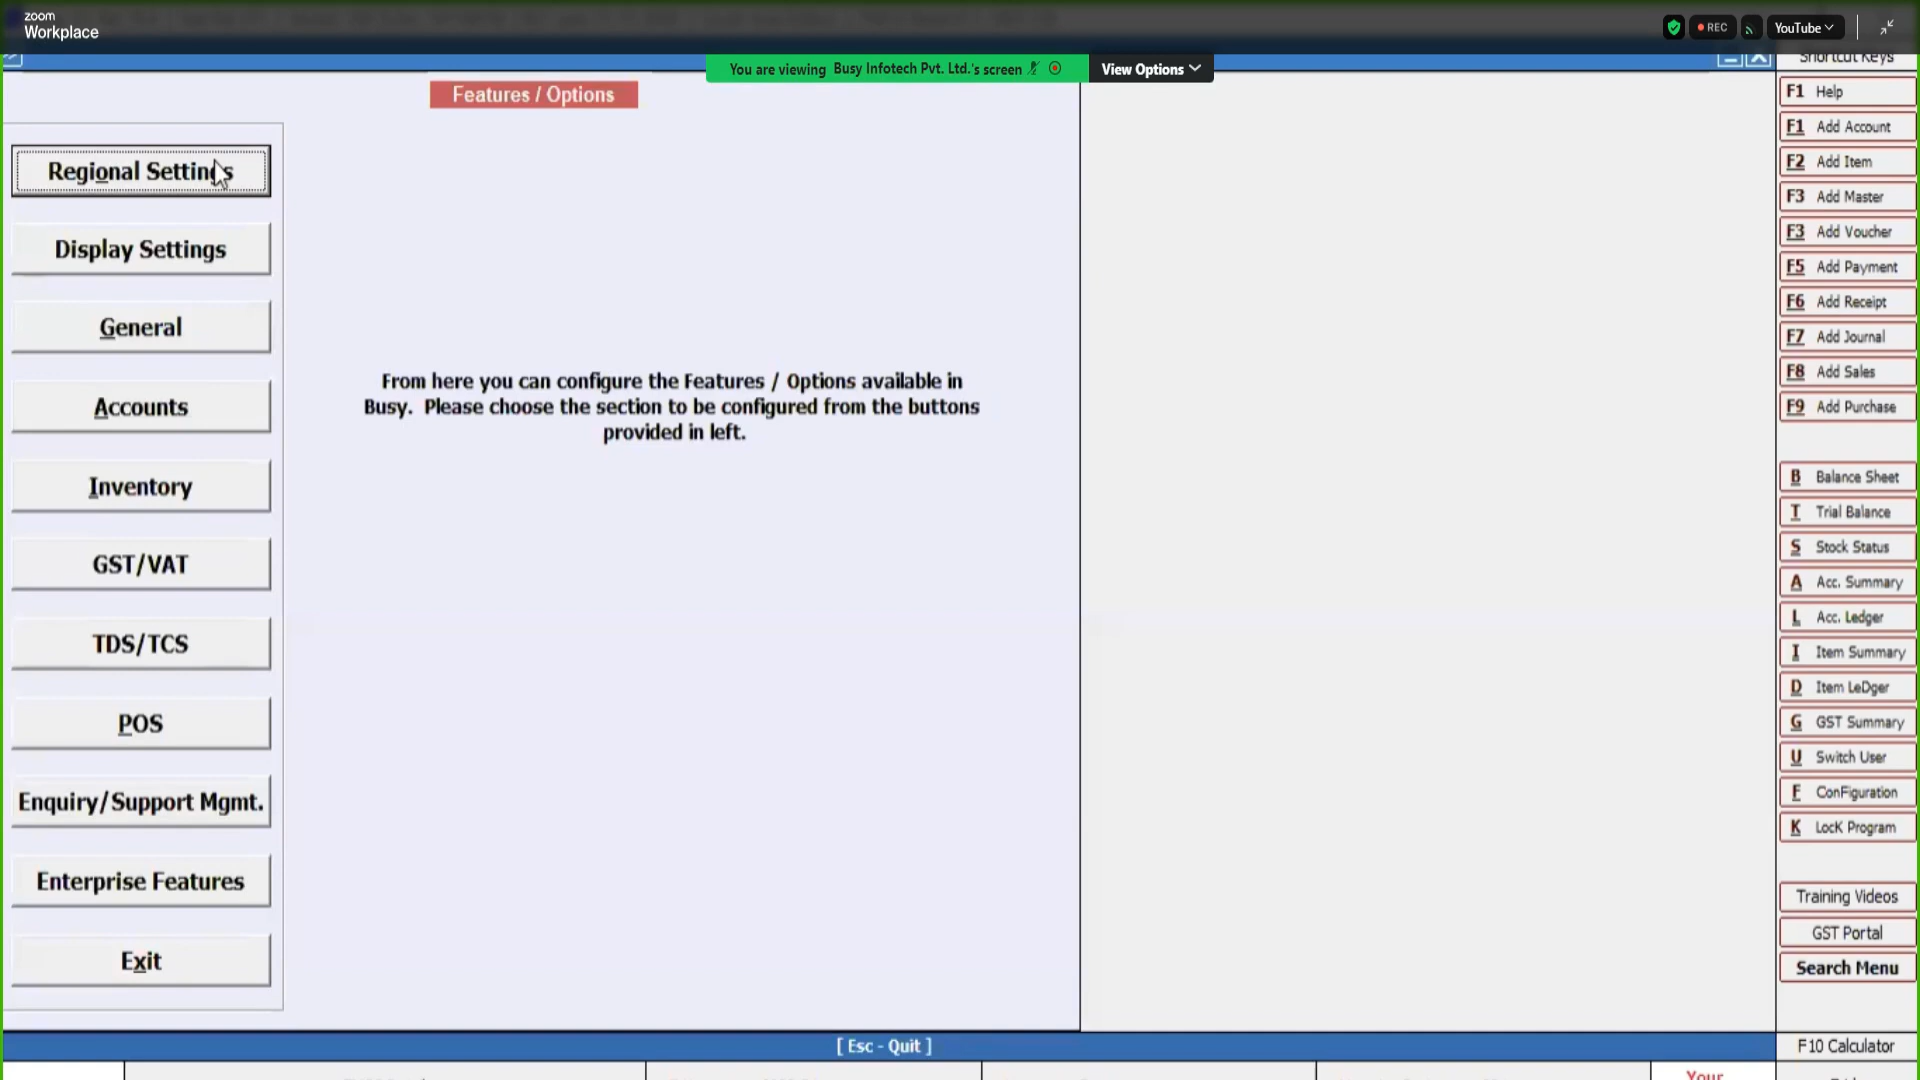 zoom
Workplace
REC
YouTube
You are viewing Busy Infotech Pvt. Ltd.'s screen
View Options
Features / Options
Regional Settings
Display Settings
General
Accounts
Inventory
GST/VAT
TDS/TCS
POS
Enquiry/Support Mgmt.
Enterprise Features
Exit
From here you can configure the Features / Options available in
Busy. Please choose the section to be configured from the buttons
provided in left.
Shortcut Keys
F1 Help
F1 Add Account
F2 Add Item
F3 Add Master
F3 Add Voucher
F5 Add Payment
F6 Add Receipt
F7 Add Journal
F8 Add Sales
F9 Add Purchase
B Balance Sheet
T Trial Balance
S Stock Status
A Acc. Summary
L Acc. Ledger
I Item Summary
D Item LeDger
G GST Summary
U Switch User
F ConFiguration
K LocK Program
Training Videos
GST Portal
Search Menu
[ Esc - Quit ]
F10 Calculator
Your